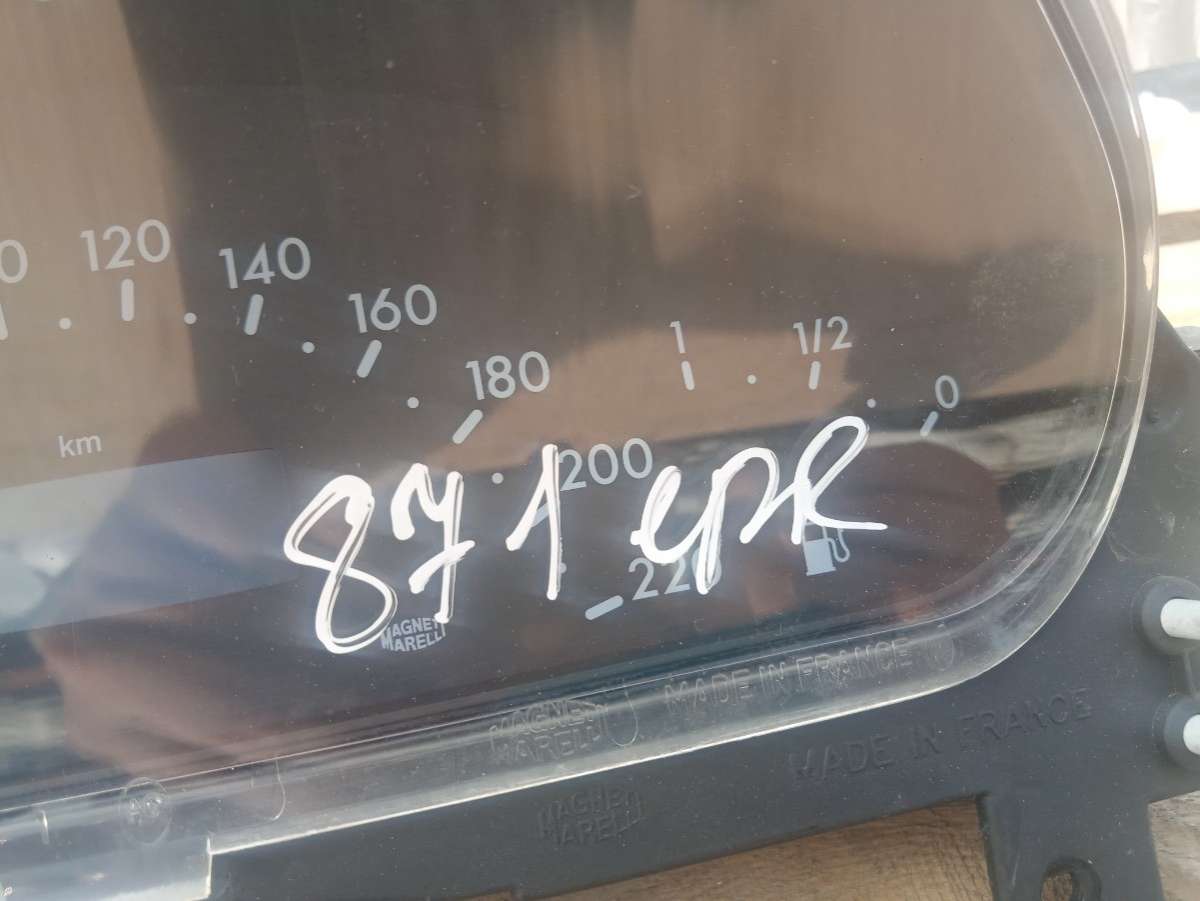 120
140
160
180
200
220
km
1
1/2
0
871 ерк
MAGNETI
MARELLI
MADE IN FRANCE
MAGNETI
MARELLI
MADE IN FRANCE
MAGNETI
MARELLI